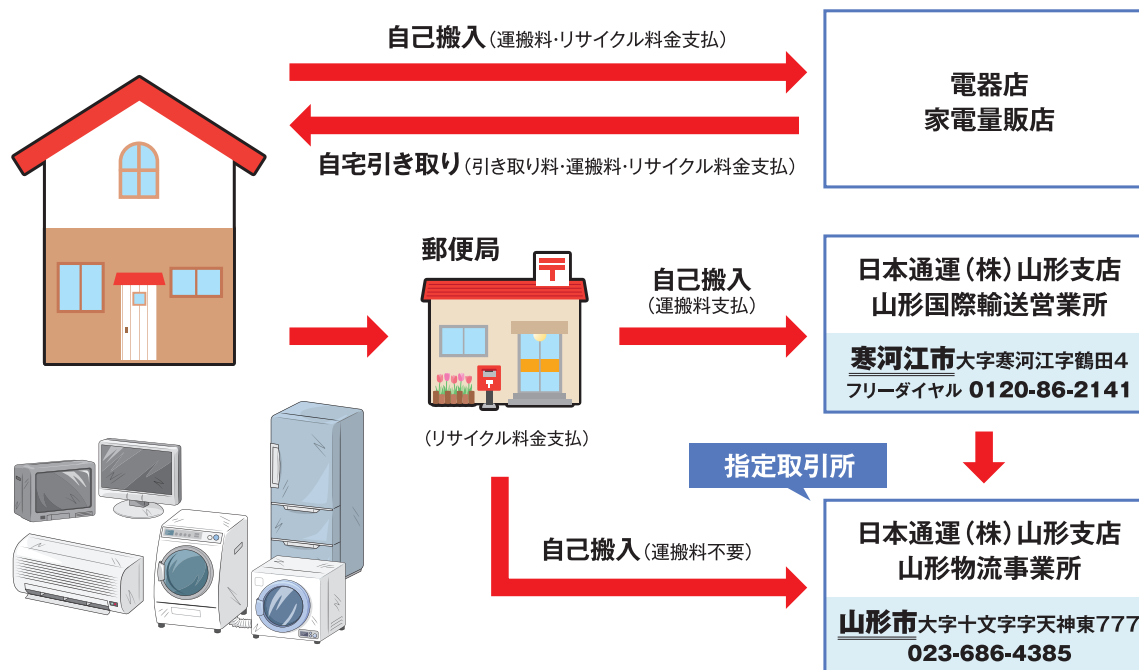 自己搬入(運搬料・リサイクル料金支払)
電器店
家電量販店
自宅引き取り(引き取り料・運搬料・リサイクル料金支払)
郵便局
(リサイクル料金支払)
自己搬入
(運搬料支払)
日本通運(株)山形支店
山形国際輸送営業所
寒河江市大字寒河江字鶴田4
フリーダイヤル 0120-86-2141
指定取引所
自己搬入(運搬料不要)
日本通運(株)山形支店
山形物流事業所
山形市大字十文字字天神東777
023-686-4385